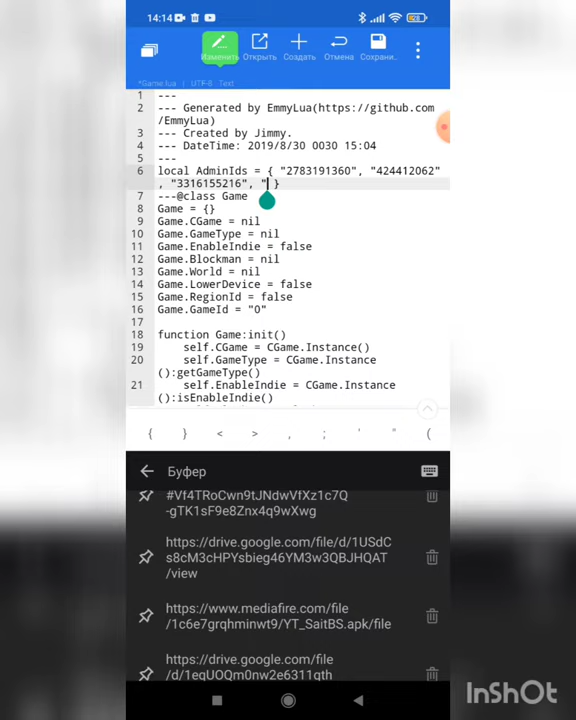 14:14
Изменить
Открыть
Создать
Отмена
Сохрани..
*Game.lua | UTF-8 Text
1 ---
2 --- Generated by EmmyLua(https://github.com
/EmmyLua)
3 --- Created by Jimmy.
4 --- DateTime: 2019/8/30 0030 15:04
5 ---
6 local AdminIds = { "2783191360", "424412062"
, "3316155216", " }
7 ---@class Game
8 Game = {}
9 Game.CGame = nil
10 Game.GameType = nil
11 Game.EnableIndie = false
12 Game.Blockman = nil
13 Game.World = nil
14 Game.LowerDevice = false
15 Game.RegionId = false
16 Game.GameId = "0"
17
18 function Game:init()
19 self.CGame = CGame.Instance()
20 self.GameType = CGame.Instance
():getGameType()
21 self.EnableIndie = CGame.Instance
():isEnableIndie()
{ } < > , ; ' " (
Буфер
#Vf4TRoCwn9tJNdwVfXz1c7Q
-gTK1sF9e8Znx4q9wXwg
https://drive.google.com/file/d/1USdC
s8cM3cHPYsbieg46YM3w3QBJHQAT
/view
https://www.mediafire.com/file
/1c6e7grqhminwt9/YT_SaitBS.apk/file
https://drive.google.com/file
/d/1eqUOQm0nw2e6311qth
InShOt